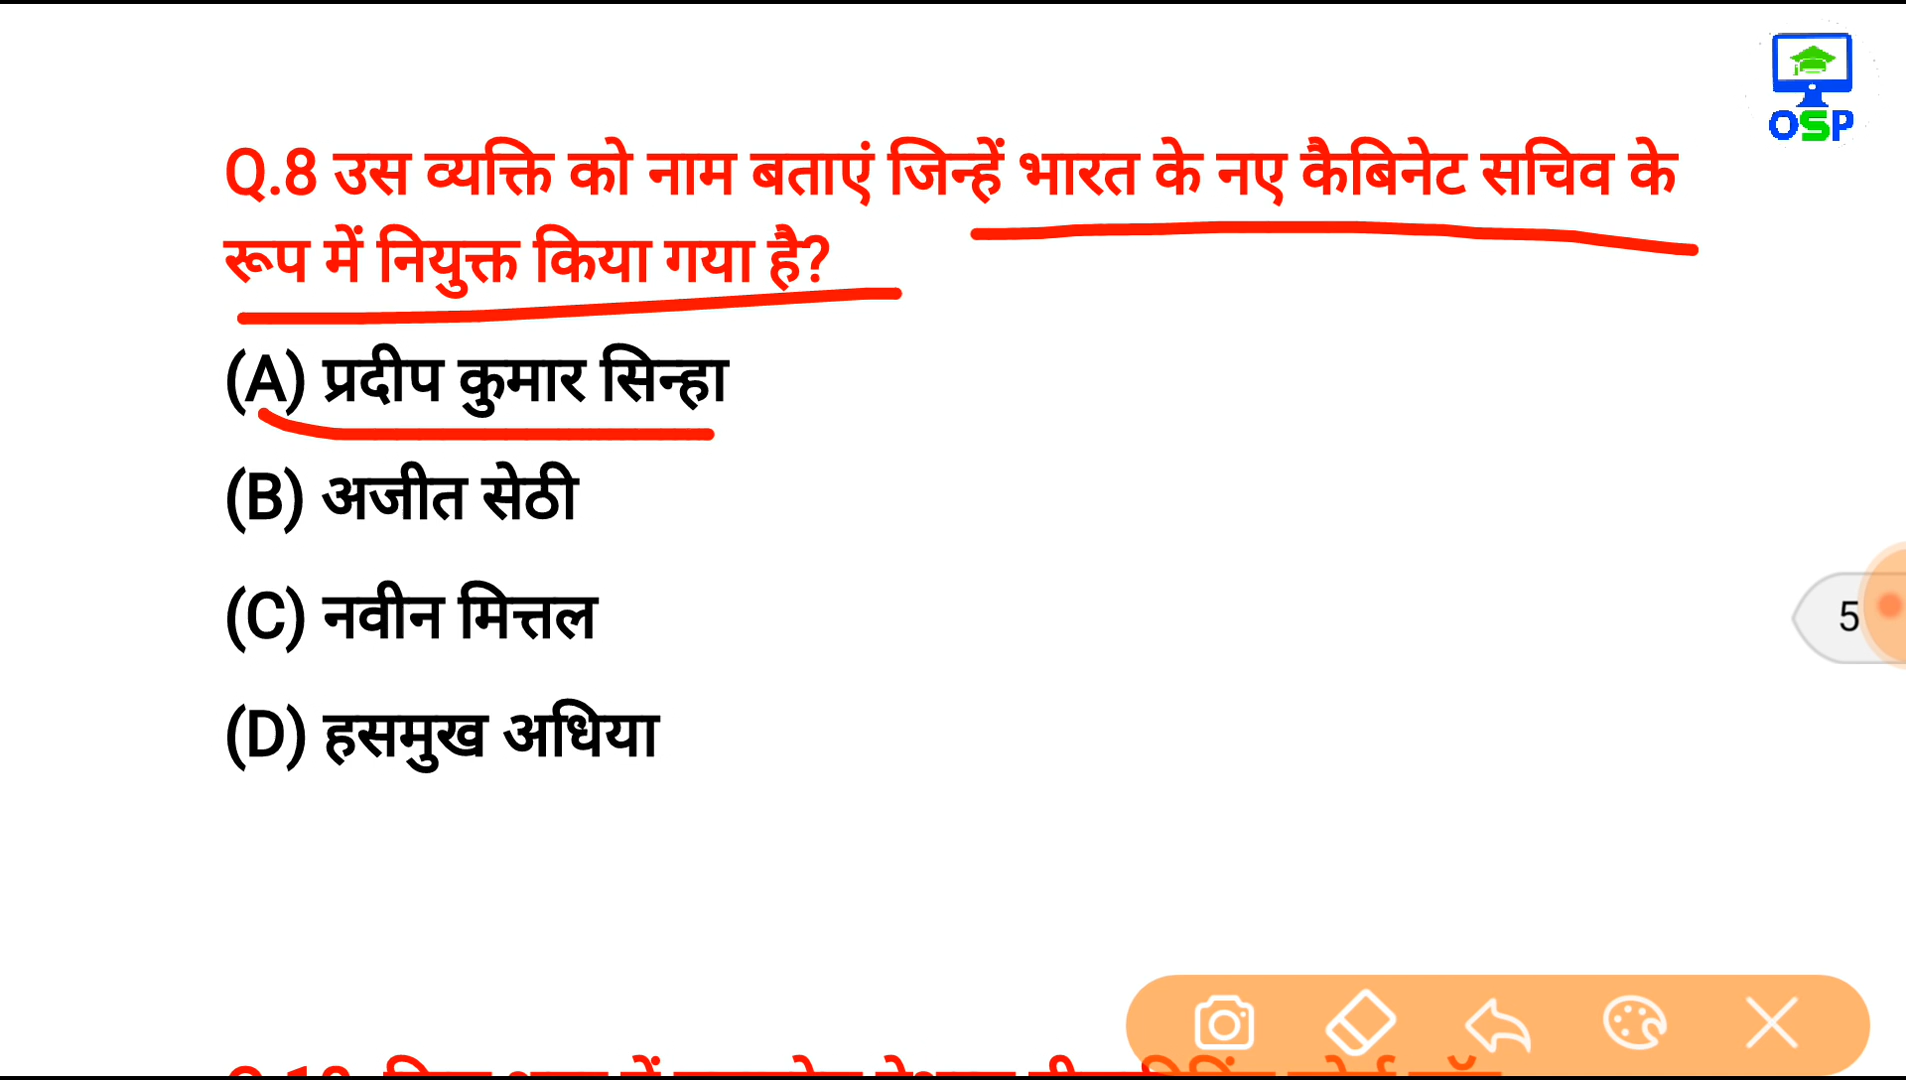 OSP
Q.8 उस व्यक्ति को नाम बताएं जिन्हें भारत के नए कैबिनेट सचिव के
रूप में नियुक्त किया गया है?
(A) प्रदीप कुमार सिन्हा
(B) अजीत सेठी
(C) नवीन मित्तल
(D) हसमुख अधिया
5